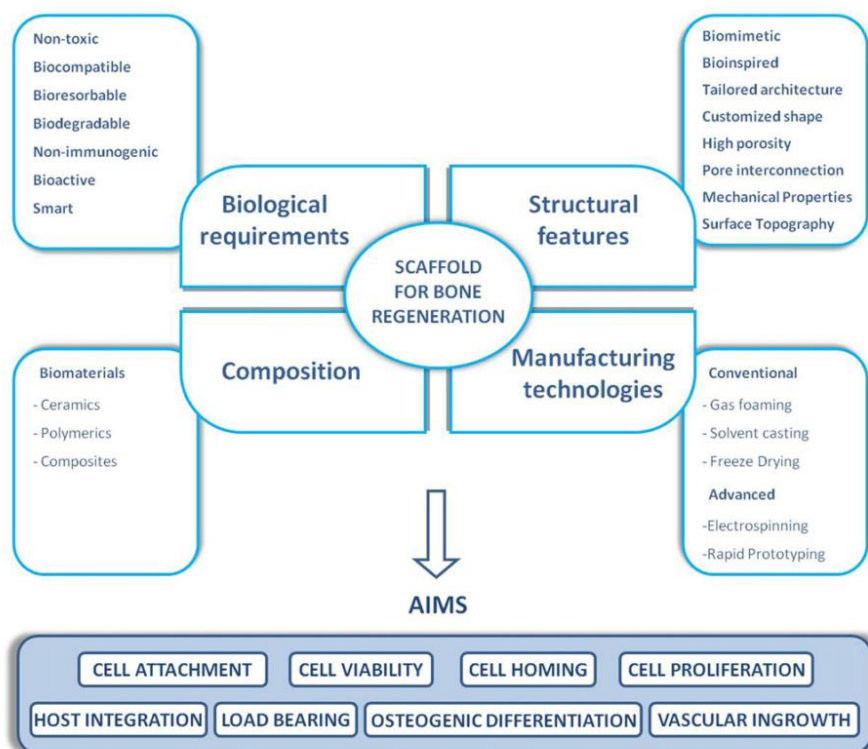 Non-toxic
Biocompatible
Bioresorbable
Biodegradable
Non-immunogenic
Bioactive
Smart
Biological
requirements
Biomimetic
Bioinspired
Tailored architecture
Customized shape
High porosity
Pore interconnection
Mechanical Properties
Surface Topography
Structural
features
SCAFFOLD
FOR BONE
REGENERATION
Composition
Biomaterials
- Ceramics
- Polymerics
- Composites
Manufacturing
technologies
Conventional
- Gas foaming
- Solvent casting
- Freeze Drying
Advanced
-Electrospinning
-Rapid Prototyping
AIMS
CELL ATTACHMENT
CELL VIABILITY
CELL HOMING
CELL PROLIFERATION
HOST INTEGRATION
LOAD BEARING
OSTEOGENIC DIFFERENTIATION
VASCULAR INGROWTH